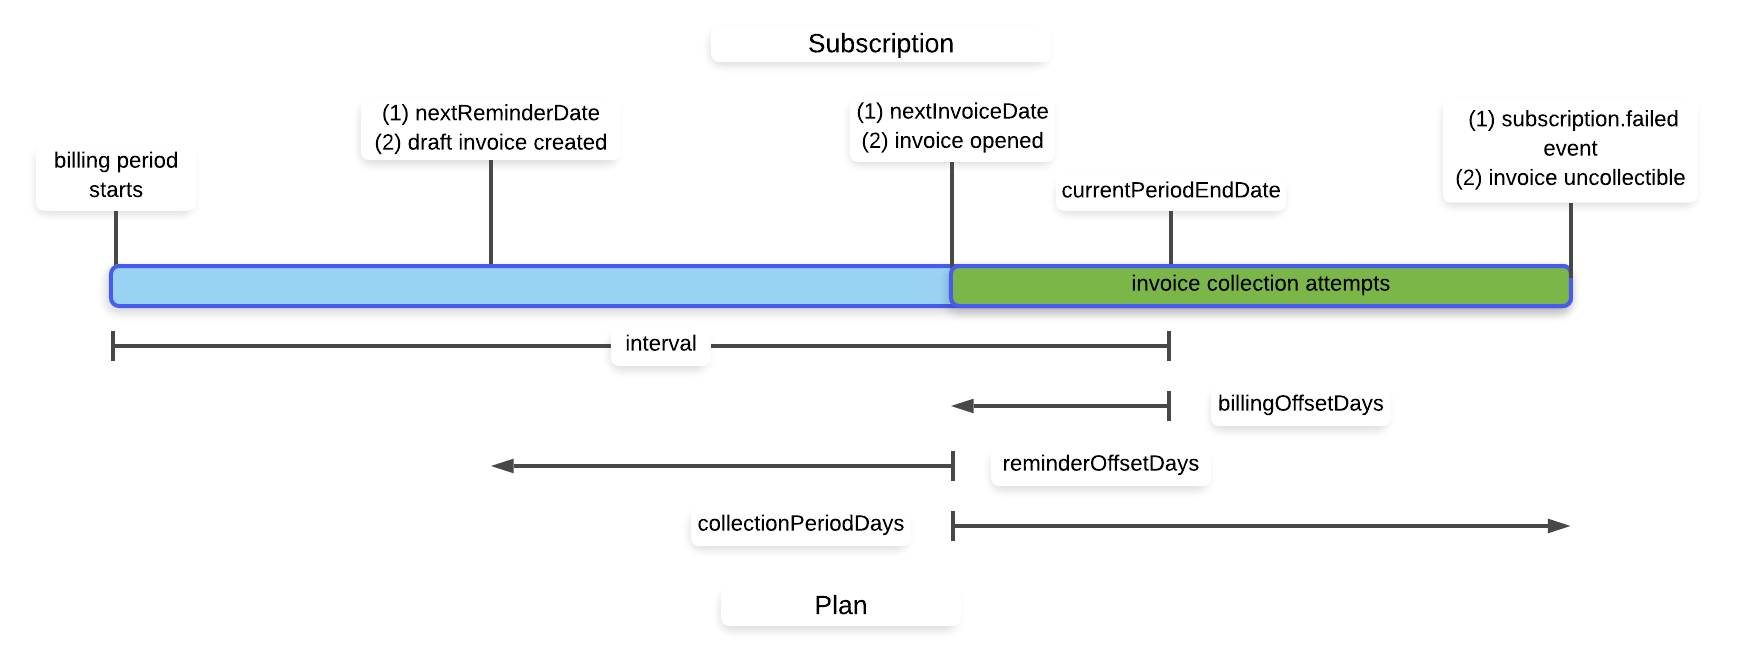 Subscription
(1) nextReminderDate
(2) draft invoice created
(1) nextInvoiceDate
(2) invoice opened
(1) subscription.failed
event
(2) invoice uncollectible
billing period
starts
currentPeriodEndDate
invoice collection attempts
interval
billingOffsetDays
reminderOffsetDays
collectionPeriodDays
Plan